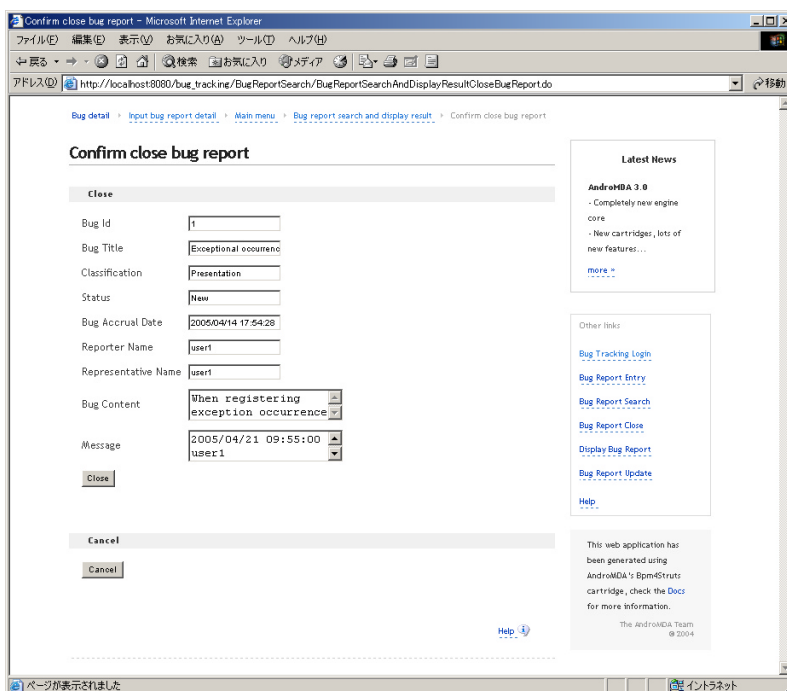 Confirm close bug report - Microsoft Internet Explorer
ファイル(F) 編集(E) 表示(V) お気に入り(A) ツール(T) ヘルプ(H)
戻る 検索 お気に入り メディア
アドレス(D) http://localhost:8080/bug_tracking/BugReportSearch/BugReportSearchAndDisplayResultCloseBugReport.do 移動
Bug detail Input bug report detail Main menu Bug report search and display result Confirm close bug report
Confirm close bug report
Close
Bug Id 1
Bug Title Exceptional occurrenc
Classification Presentation
Status New
Bug Accrual Date 2005/04/14 17:54:28
Reporter Name user1
Representative Name user1
Bug Content When registering
exception occurrence
Message 2005/04/21 09:55:00
user1
Close
Cancel
Cancel
Help
Latest News
AndroMDA 3.0
- Completely new engine
core
- New cartridges, lots of
new features...
more »
Other links
Bug Tracking Login
Bug Report Entry
Bug Report Search
Bug Report Close
Display Bug Report
Bug Report Update
Help
This web application has
been generated using
AndroMDA's Bpm4Struts
cartridge, check the Docs
for more information.
The AndroMDA Team
@ 2004
ページが表示されました イントラネット